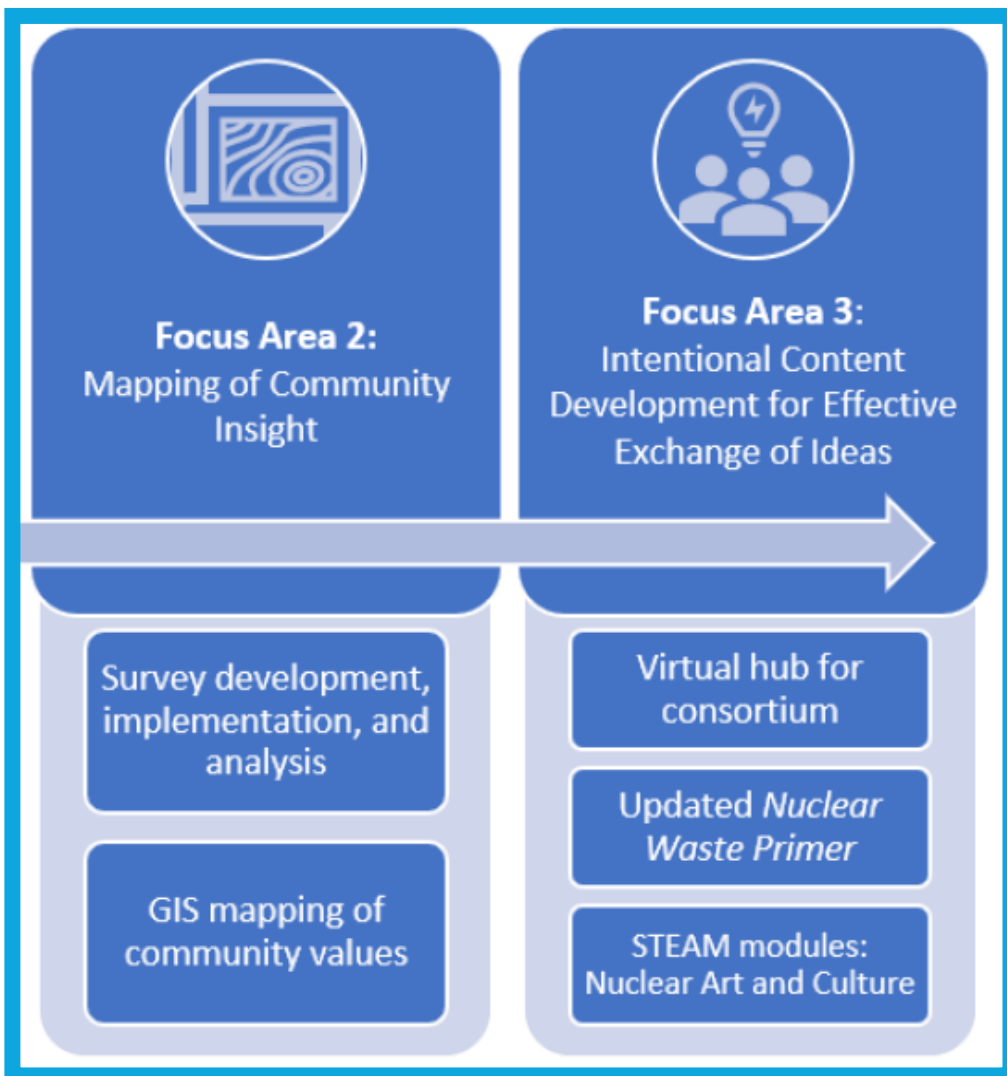 Focus Area 2:
Mapping of Community
Insight
Survey development,
implementation, and
analysis
GIS mapping of
community values
Focus Area 3:
Intentional Content
Development for Effective
Exchange of Ideas
Virtual hub for
consortium
Updated Nuclear
Waste Primer
STEAM modules:
Nuclear Art and Culture